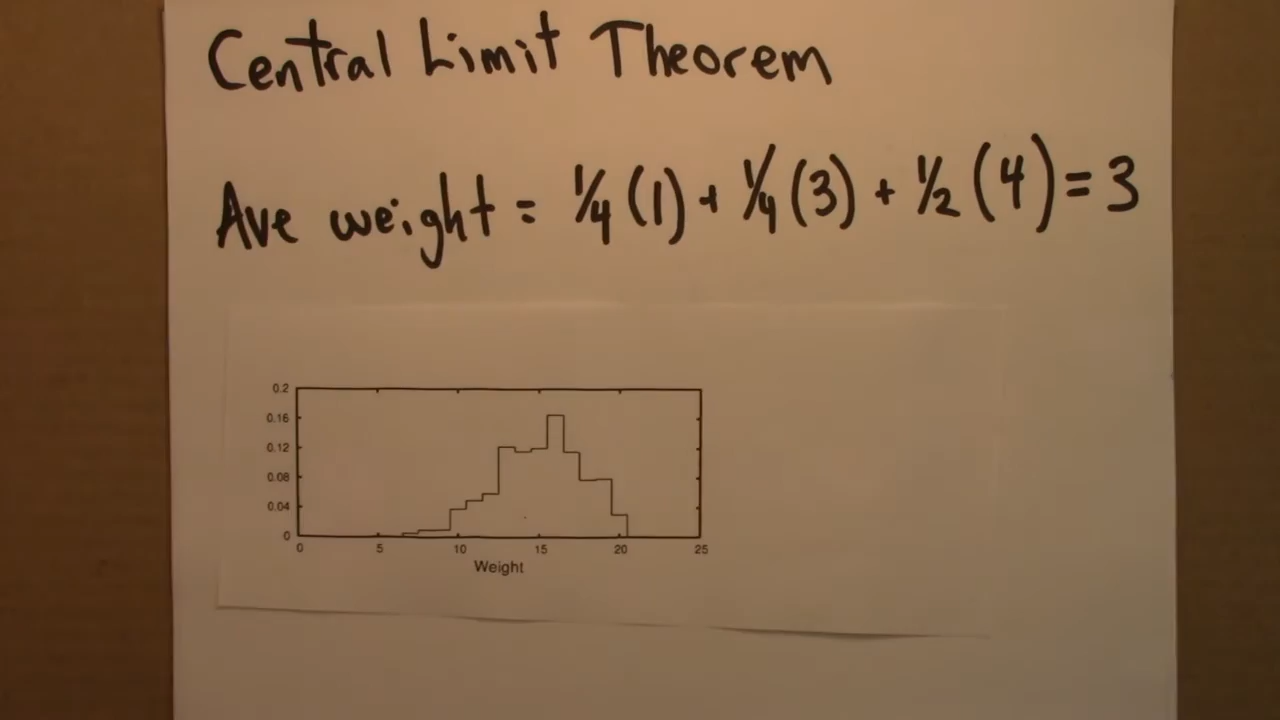 Central Limit Theorem
Ave weight = 1/4 (1) + 1/4 (3) + 1/2 (4) = 3
0.2
0.16
0.12
0.08
0.04
0
0 5 10 15 20 25
Weight